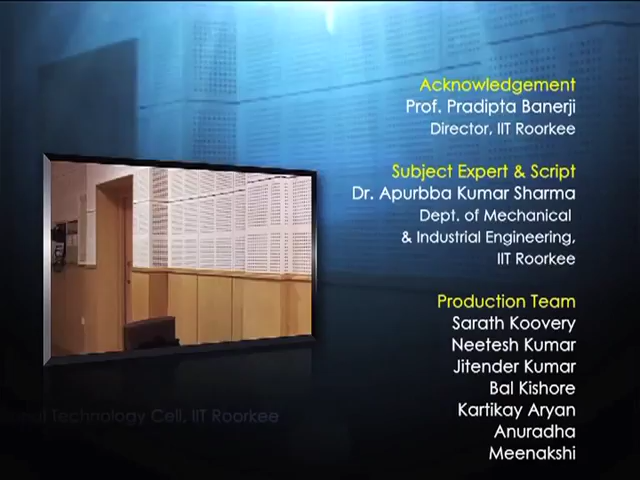 Acknowledgement
Prof. Pradipta Banerji
Director, IIT Roorkee
Subject Expert & Script
Dr. Apurbba Kumar Sharma
Dept. of Mechanical
& Industrial Engineering,
IIT Roorkee
Production Team
Sarath Koovery
Neetesh Kumar
Jitender Kumar
Bal Kishore
Kartikay Aryan
Anuradha
Meenakshi
Technology Cell, IIT Roorkee